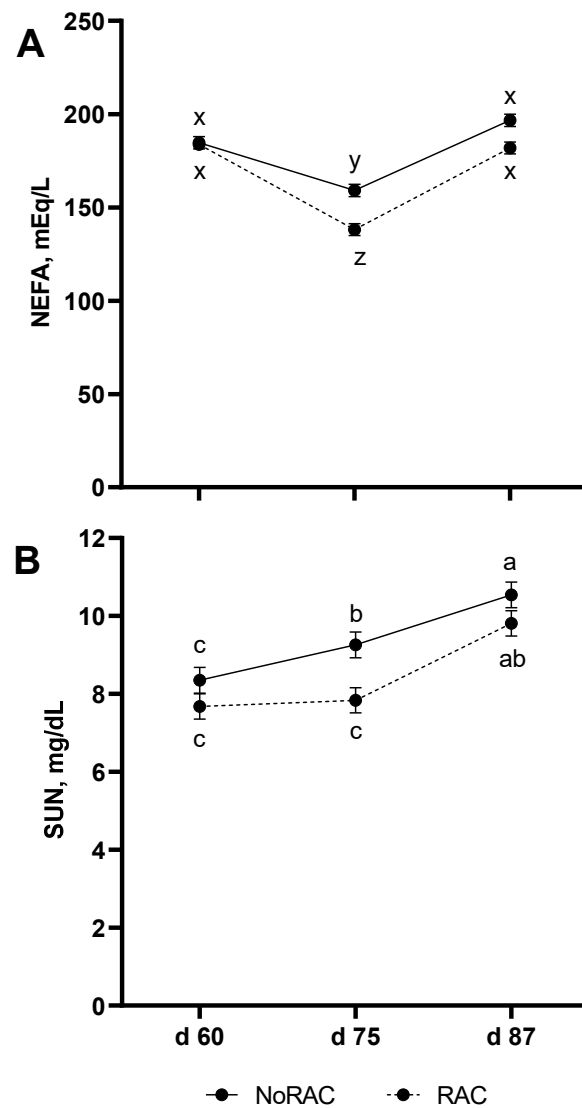 A
NEFA, mEq/L
250
200
150
100
50
0
x
x
y
z
x
x
B
SUN, mg/dL
12
10
8
6
4
2
0
c
c
b
c
a
ab
d 60 d 75 d 87
NoRAC RAC